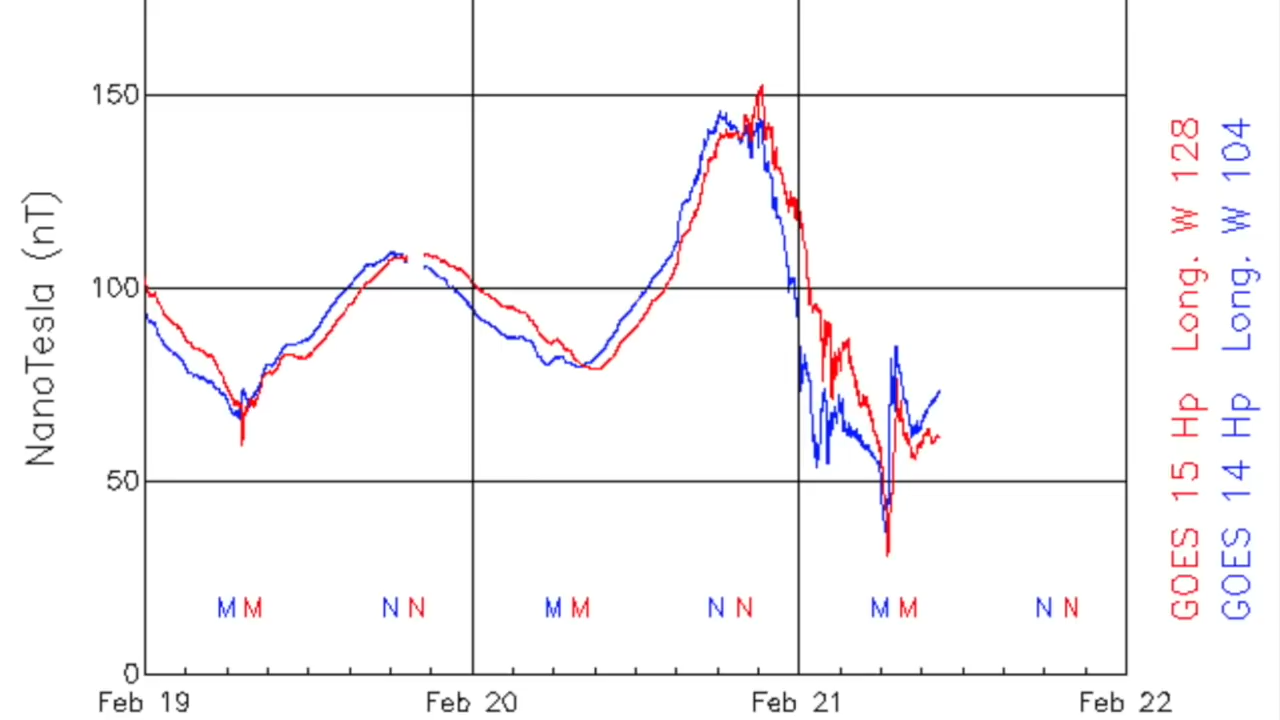 150
100
50
0
NanoTesla (nT)
M M N N M M N N M M N N
Feb 19 Feb 20 Feb 21 Feb 22
GOES 15 Hp Long. W 128
GOES 14 Hp Long. W 104